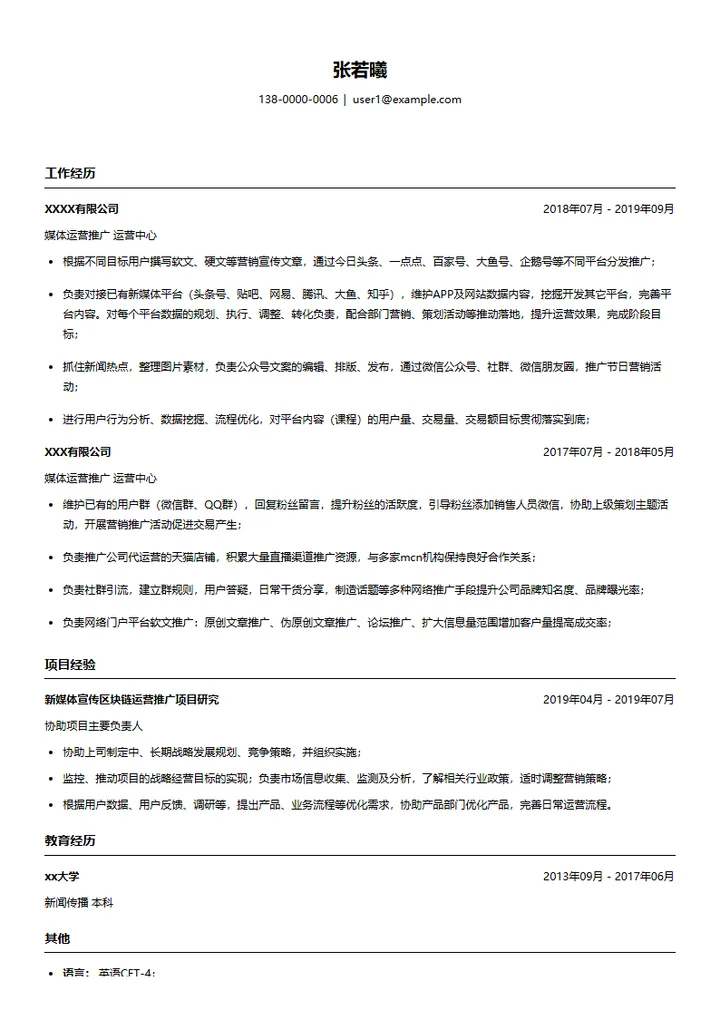 张若曦
138-0000-0006 | user1@example.com
工作经历
XXXX有限公司 2018年07月 - 2019年09月
媒体运营推广 运营中心
• 根据不同目标用户撰写软文、硬文等营销宣传文章，通过今日头条、一点点、百家号、大鱼号、企鹅号等不同平台分发推广；
• 负责对接已有新媒体平台（头条号、贴吧、网易、腾讯、大鱼、知乎），维护APP及网站数据内容，挖掘开发其它平台，完善平
台内容。对每个平台数据的规划、执行、调整、转化负责，配合部门营销、策划活动等推动落地，提升运营效果，完成阶段目
标；
• 抓住新闻热点，整理图片素材，负责公众号文案的编辑、排版、发布，通过微信公众号、社群、微信朋友圈，推广节日营销活
动；
• 进行用户行为分析、数据挖掘、流程优化，对平台内容（课程）的用户量、交易量、交易额目标贯彻落实到底；
XXX有限公司 2017年07月 - 2018年05月
媒体运营推广 运营中心
• 维护已有的用户群（微信群、QQ群），回复粉丝留言，提升粉丝的活跃度，引导粉丝添加销售人员微信，协助上级策划主题活
动，开展营销推广活动促进交易产生；
• 负责推广公司代运营的天猫店铺，积累大量直播渠道推广资源，与多家mcn机构保持良好合作关系；
• 负责社群引流，建立群规则，用户答疑，日常干货分享，制造话题等多种网络推广手段提升公司品牌知名度、品牌曝光率；
• 负责网络门户平台软文推广：原创文章推广、伪原创文章推广、论坛推广、扩大信息量范围增加客户量提高成交率；
项目经验
新媒体宣传区块链运营推广项目研究 2019年04月 - 2019年07月
协助项目主要负责人
• 协助上司制定中、长期战略发展规划、竞争策略，并组织实施；
• 监控、推动项目的战略经营目标的实现；负责市场信息收集、监测及分析，了解相关行业政策，适时调整营销策略；
• 根据用户数据、用户反馈、调研等，提出产品、业务流程等优化需求，协助产品部门优化产品，完善日常运营流程。
教育经历
xx大学 2013年09月 - 2017年06月
新闻传播 本科
其他
• 语言： 英语CET-4；